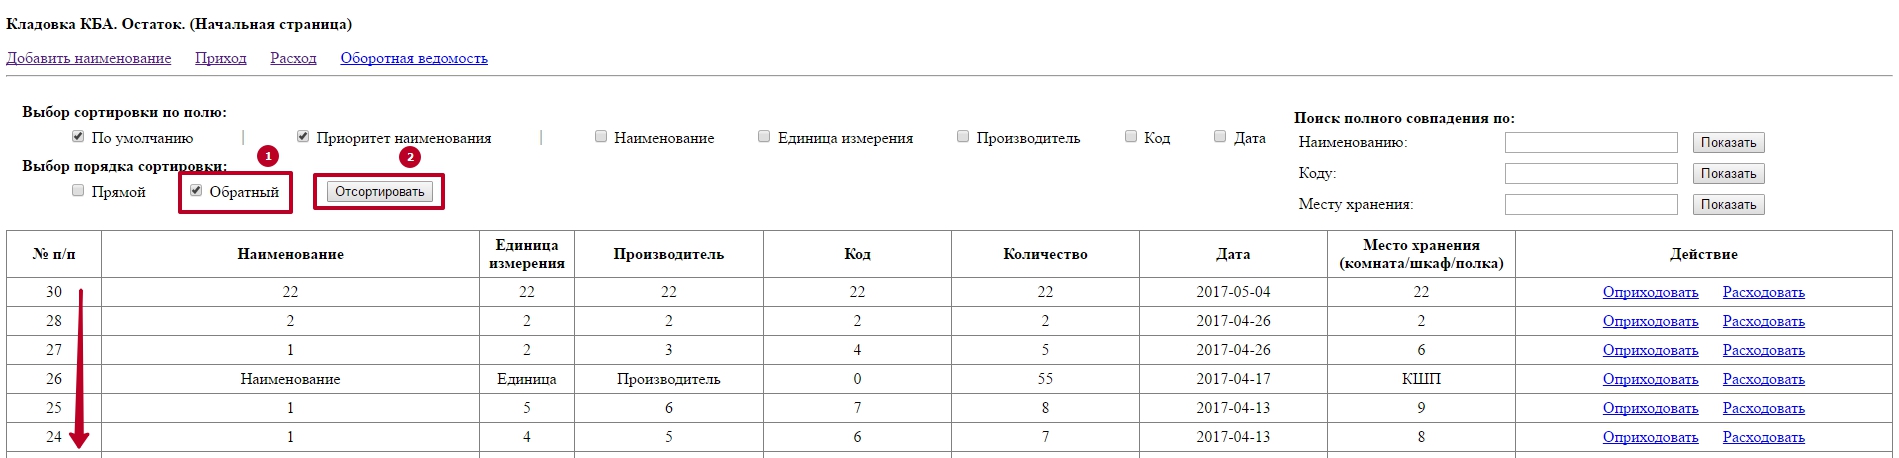 Кладовка КБА. Остаток. (Начальная страница)
Добавить наименование Приход Расход Оборотная ведомость
Выбор сортировки по полю:
По умолчанию | Приоритет наименования | Наименование Единица измерения Производитель Код Дата
Выбор порядка сортировки:
1
2
Прямой Обратный Отсортировать
Поиск полного совпадения по:
Наименованию: Показать
Коду: Показать
Месту хранения: Показать
№ п/п Наименование Единица измерения Производитель Код Количество Дата Место хранения (комната/шкаф/полка) Действие
30 22 22 22 22 22 2017-05-04 22 Оприходовать Расходовать
28 2 2 2 2 2 2017-04-26 2 Оприходовать Расходовать
27 1 2 3 4 5 2017-04-26 6 Оприходовать Расходовать
26 Наименование Единица Производитель 0 55 2017-04-17 КШП Оприходовать Расходовать
25 1 5 6 7 8 2017-04-13 9 Оприходовать Расходовать
24 1 4 5 6 7 2017-04-13 8 Оприходовать Расходовать